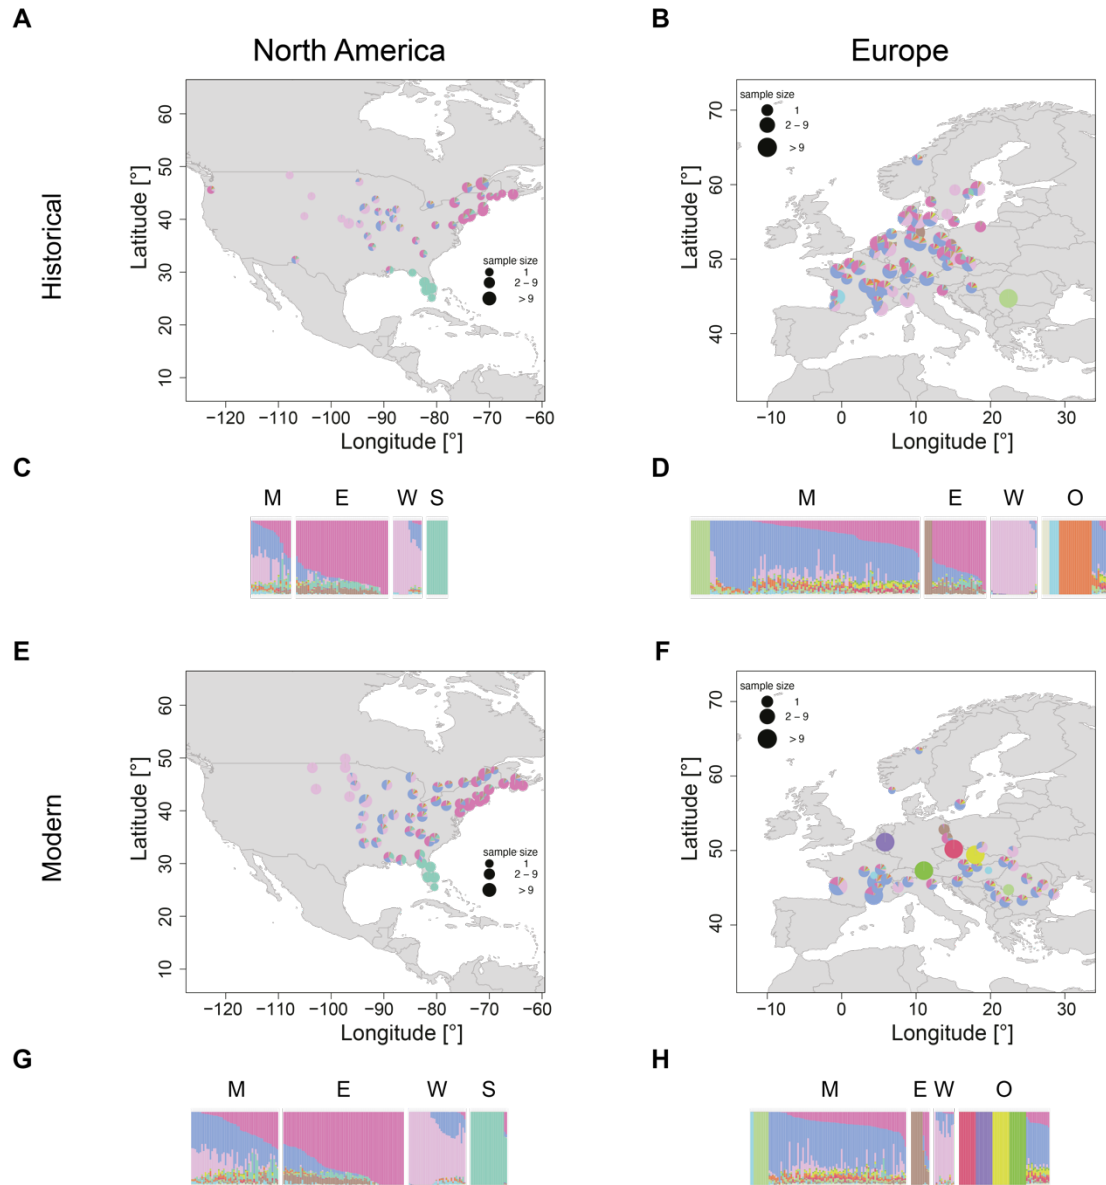 A
B
North America
Europe
Historical
Latitude [°]
60
50
40
30
20
10
sample size
1
2 – 9
> 9
−120
−110
−100
−90
−80
−70
−60
Longitude [°]
Latitude [°]
70
60
50
40
sample size
1
2 – 9
> 9
−10
0
10
20
30
Longitude [°]
C
D
M E W S
M E W O
E
F
Modern
Latitude [°]
60
50
40
30
20
10
sample size
1
2 – 9
> 9
−120
−110
−100
−90
−80
−70
−60
Longitude [°]
Latitude [°]
70
60
50
40
sample size
1
2 – 9
> 9
−10
0
10
20
30
Longitude [°]
G
H
M E W S
M E W O